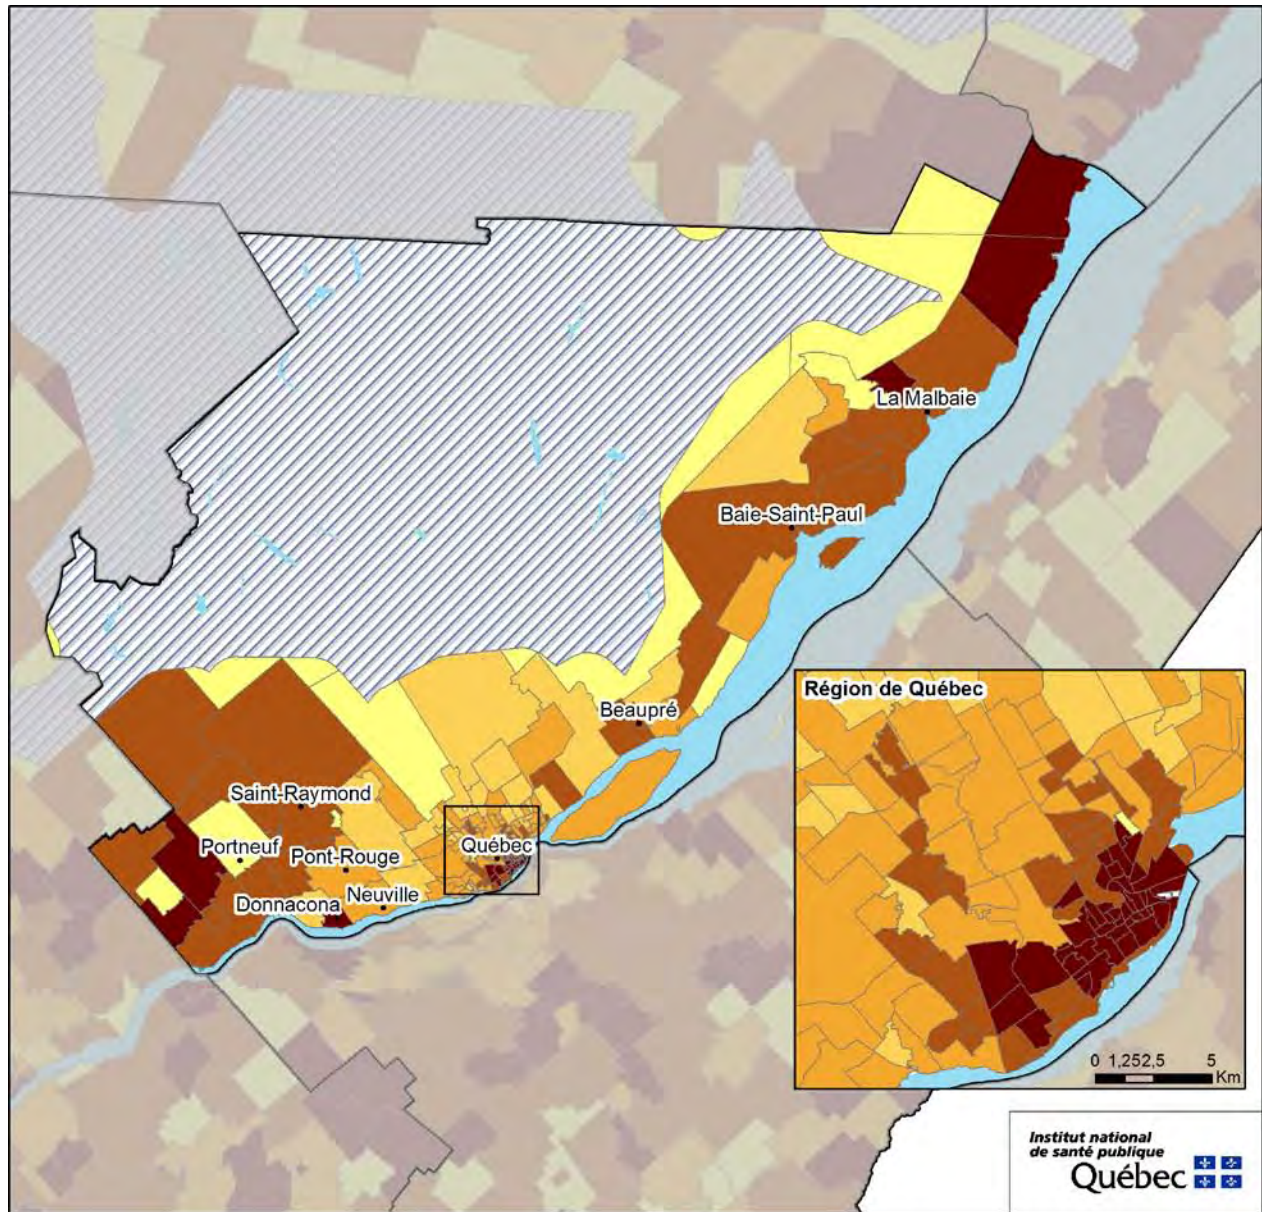 La Malbaie
Baie-Saint-Paul
Région de Québec
Beaupré
Saint-Raymond
Portneuf
Québec
Pont-Rouge
Donnacona
Neuville
0 1,252,5 5
Km
Institut national
de santé publique
Québec